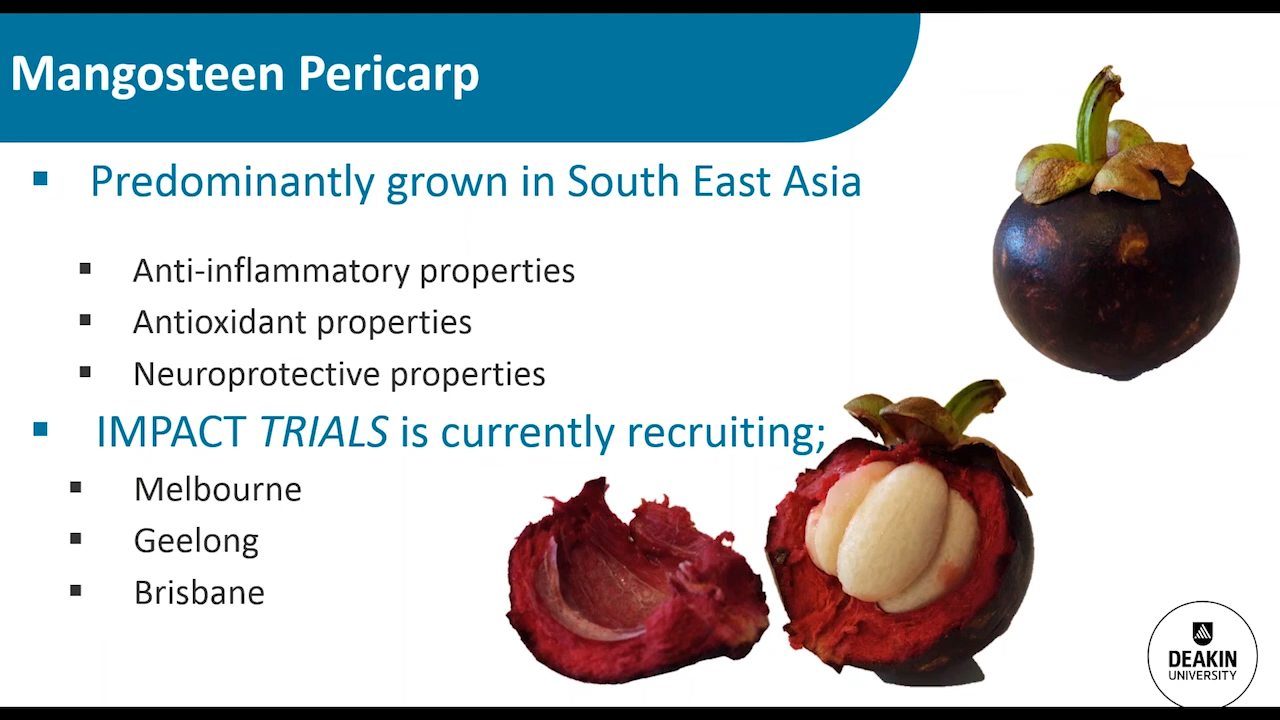 Mangosteen Pericarp
Predominantly grown in South East Asia
Anti-inflammatory properties
Antioxidant properties
Neuroprotective properties
IMPACT TRIALS is currently recruiting;
Melbourne
Geelong
Brisbane
DEAKIN
UNIVERSITY